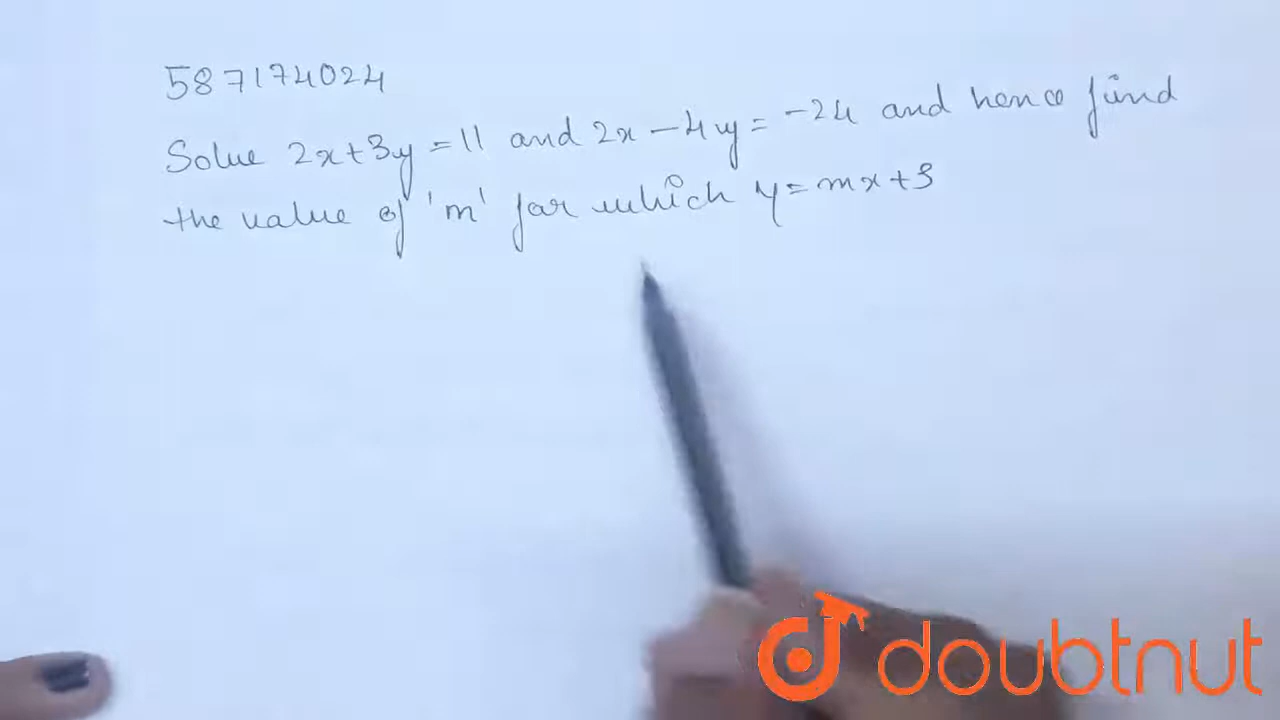 587174024
Solve 2x+3y=11 and 2x-4y=-24 and hence find
the value of 'm' for which y=mx+3
doubtnut